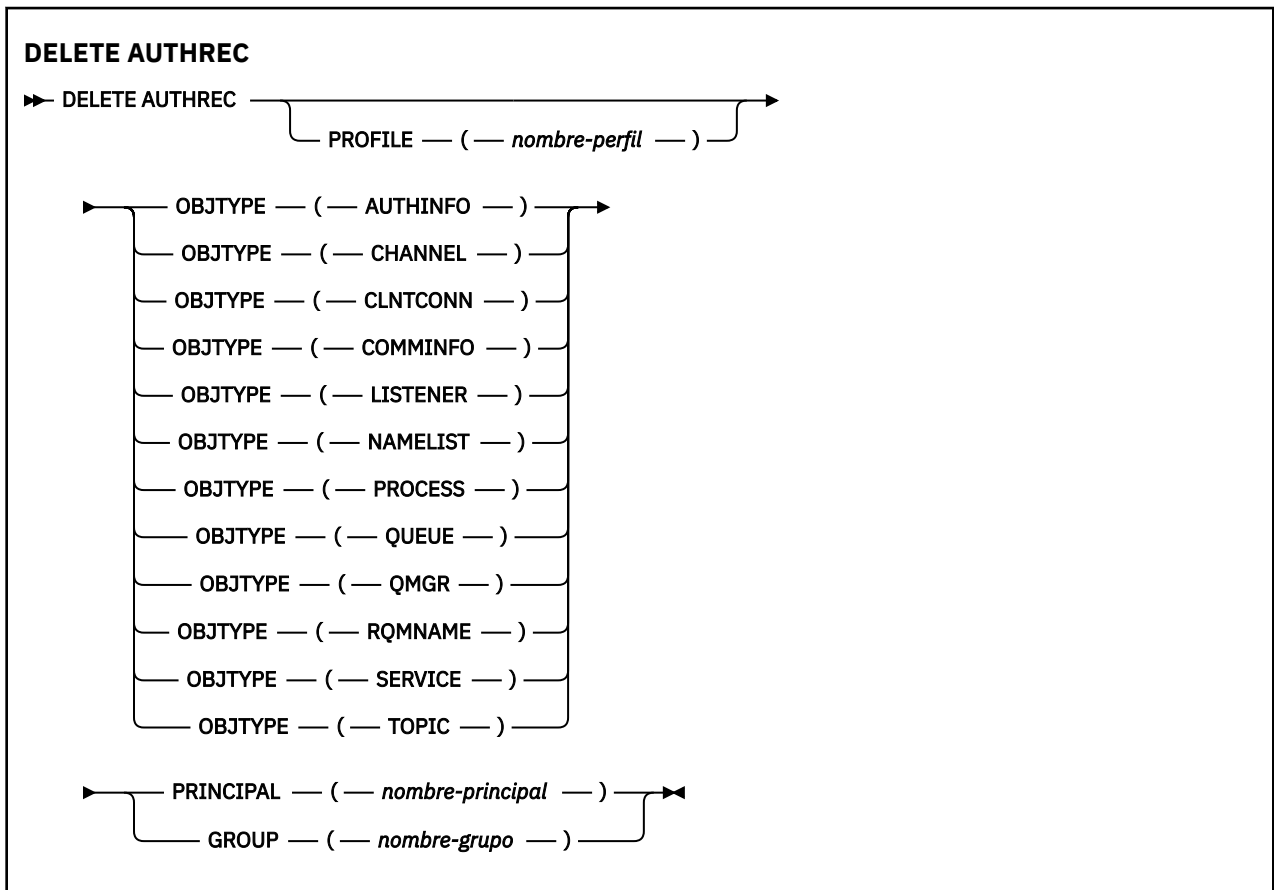 DELETE AUTHREC
DELETE AUTHREC
PROFILE ( nombre-perfil )
OBJTYPE ( AUTHINFO )
OBJTYPE ( CHANNEL )
OBJTYPE ( CLNTCONN )
OBJTYPE ( COMMINFO )
OBJTYPE ( LISTENER )
OBJTYPE ( NAMELIST )
OBJTYPE ( PROCESS )
OBJTYPE ( QUEUE )
OBJTYPE ( QMGR )
OBJTYPE ( RQMNAME )
OBJTYPE ( SERVICE )
OBJTYPE ( TOPIC )
PRINCIPAL ( nombre-principal )
GROUP ( nombre-grupo )